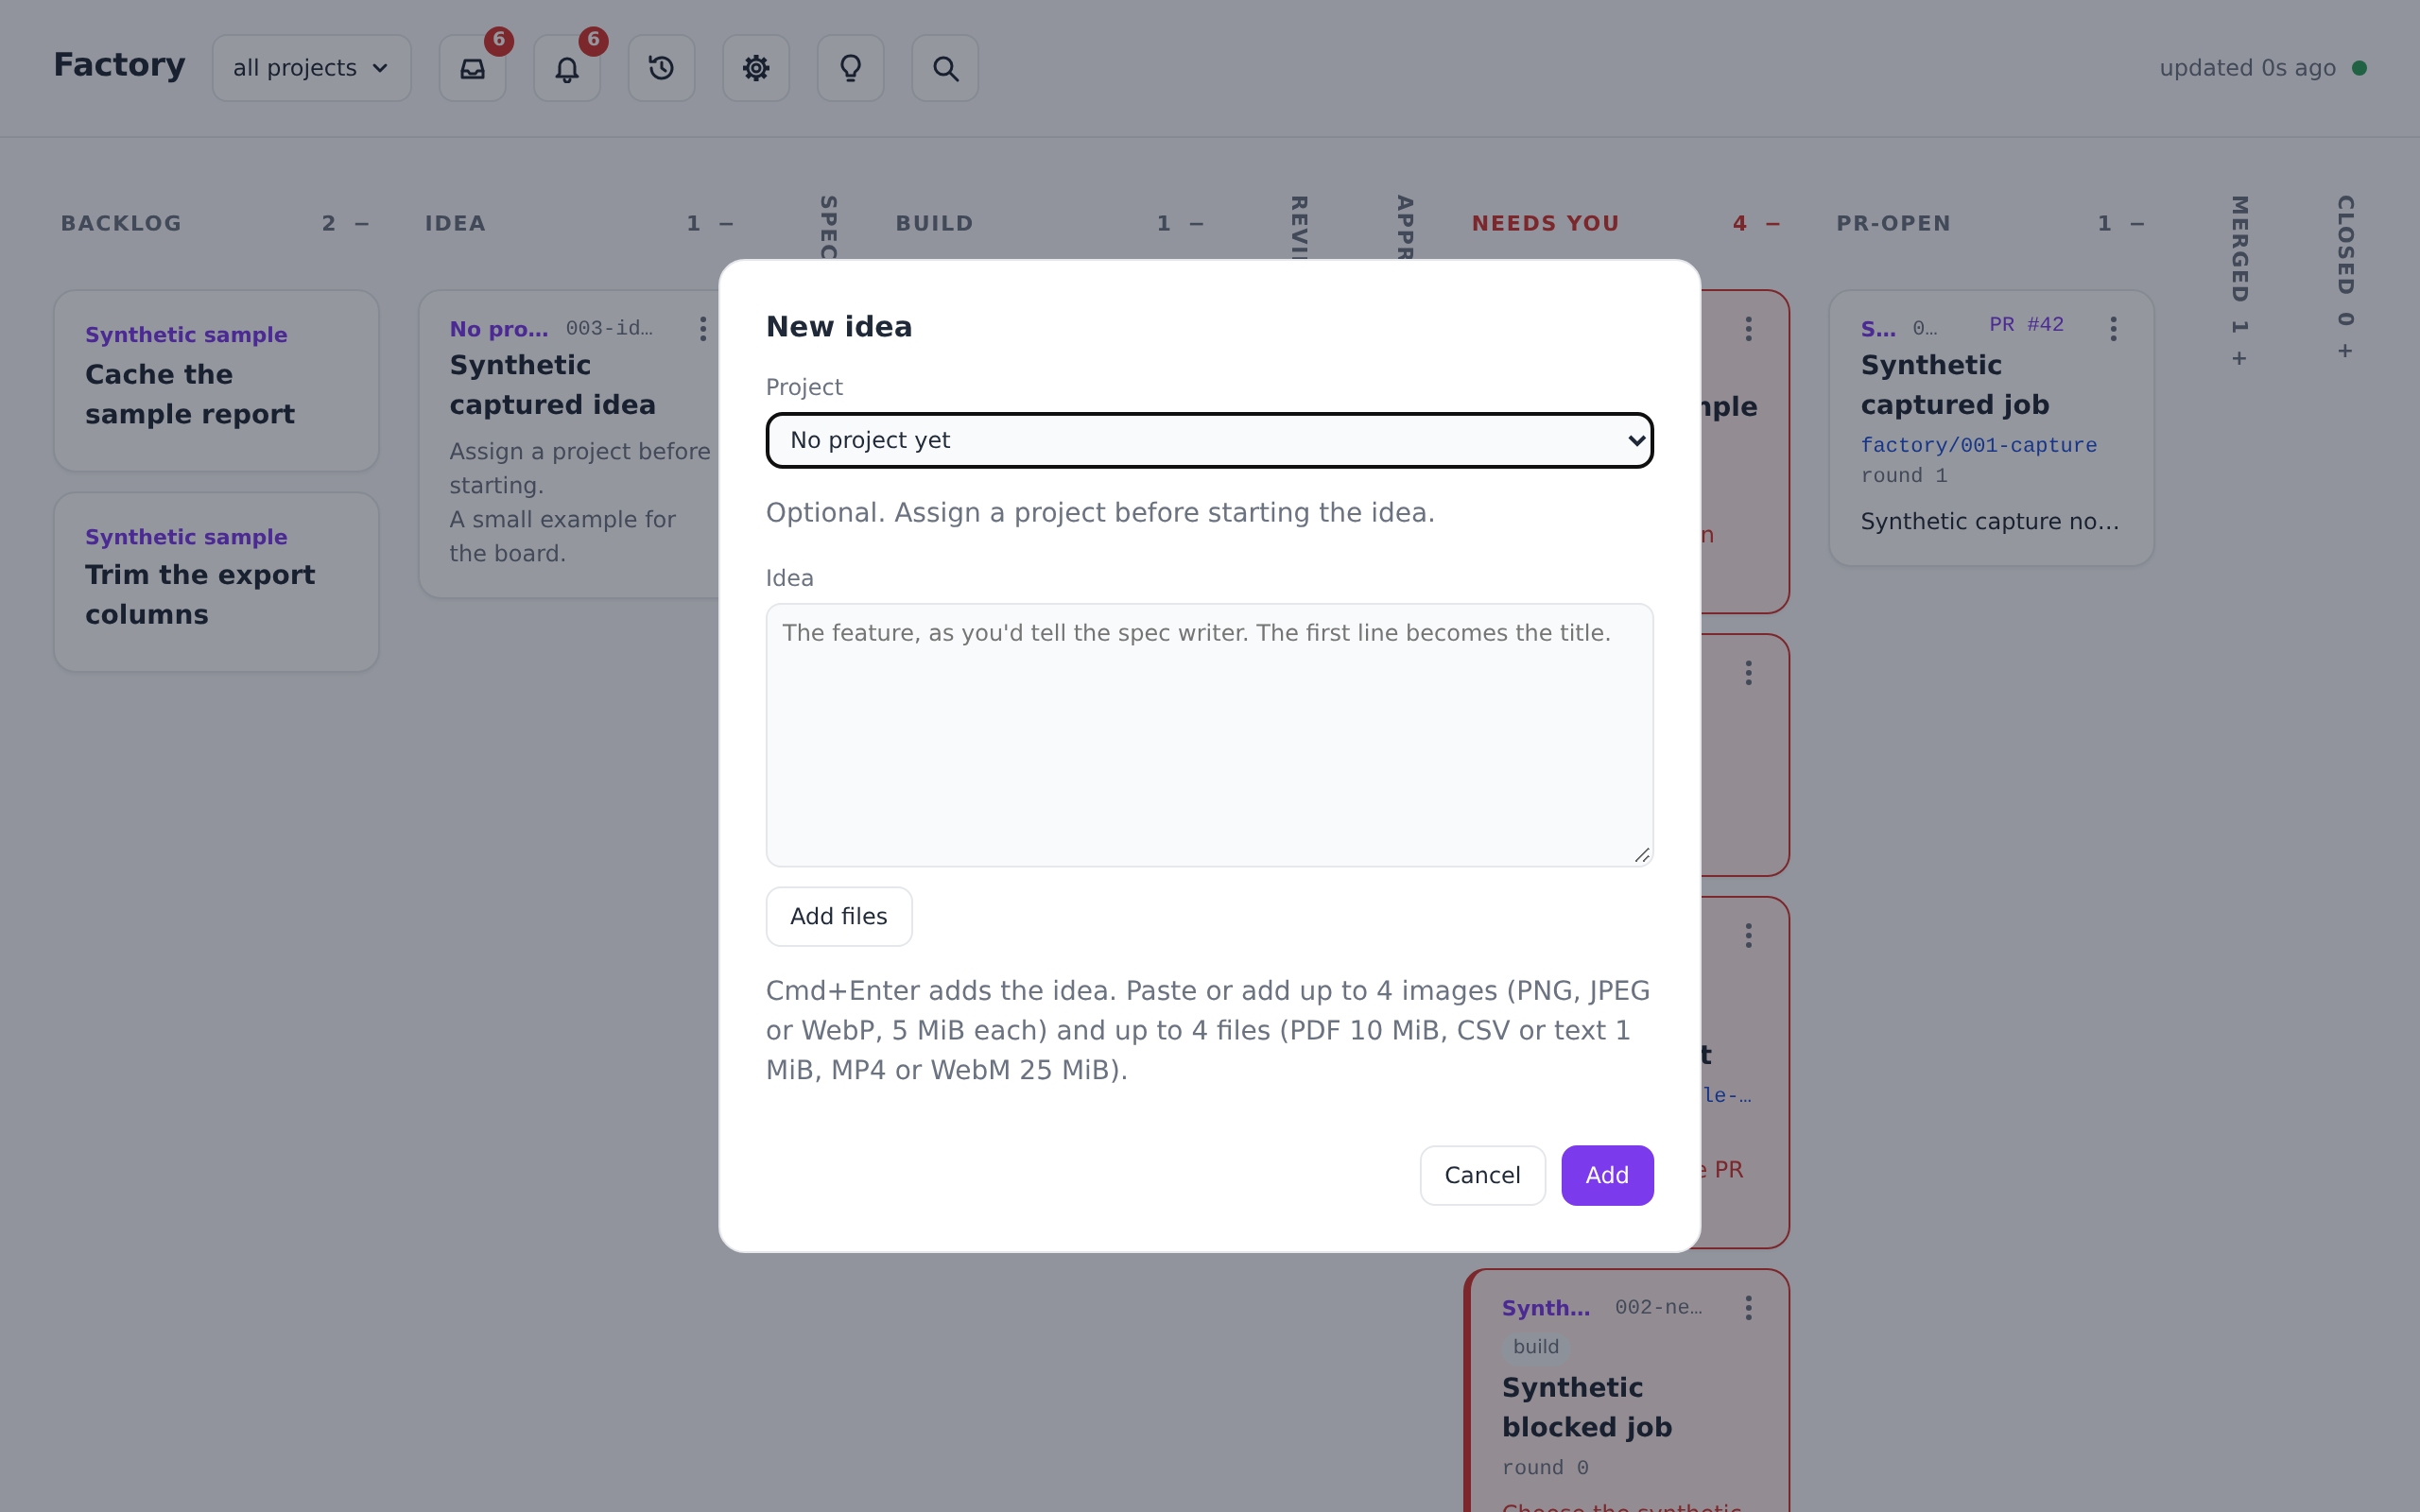 Factory
all projects
6
6
updated 0s ago
BACKLOG 2 −
IDEA 1 −
SPEC
BUILD 1 −
NEEDS YOU 4 −
PR-OPEN 1 −
MERGED 1 +
CLOSED 0 +
Synthetic sample
Cache the
sample report
Synthetic sample
Trim the export
columns
No pro… 003-id…
Synthetic
captured idea
Assign a project before
starting.
A small example for
the board.
New idea
Project
No project yet
Optional. Assign a project before starting the idea.
Idea
The feature, as you'd tell the spec writer. The first line becomes the title.
Add files
Cmd+Enter adds the idea. Paste or add up to 4 images (PNG, JPEG
or WebP, 5 MiB each) and up to 4 files (PDF 10 MiB, CSV or text 1
MiB, MP4 or WebM 25 MiB).
Cancel
Add
le-…
PR
Synth… 002-ne…
build
Synthetic
blocked job
round 0
Choose the synthetic
S… 0… PR #42
Synthetic
captured job
factory/001-capture
round 1
Synthetic capture no…